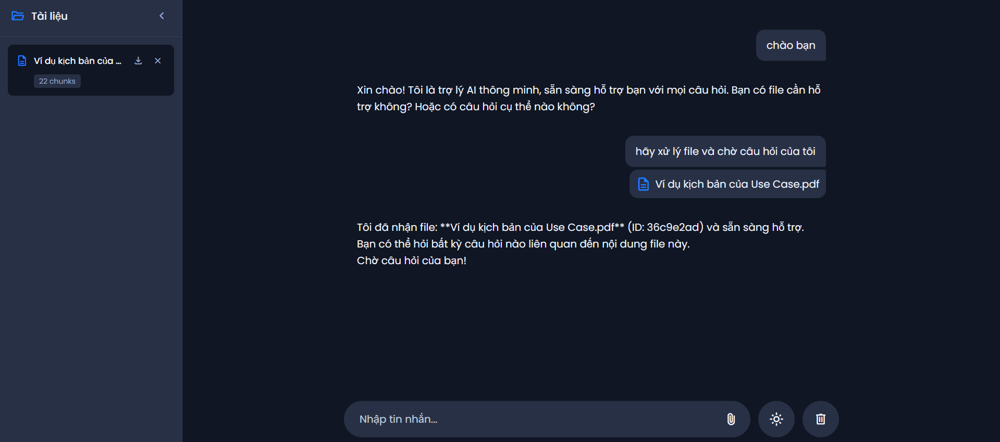 Tài liệu
Ví dụ kịch bản của ...
22 chunks
chào bạn
Xin chào! Tôi là trợ lý AI thông minh, sẵn sàng hỗ trợ bạn với mọi câu hỏi. Bạn có file cần hỗ
trợ không? Hoặc có câu hỏi cụ thể nào không?
hãy xử lý file và chờ câu hỏi của tôi
Ví dụ kịch bản của Use Case.pdf
Tôi đã nhận file: **Ví dụ kịch bản của Use Case.pdf** (ID: 36c9e2ad) và sẵn sàng hỗ trợ.
Bạn có thể hỏi bất kỳ câu hỏi nào liên quan đến nội dung file này.
Chờ câu hỏi của bạn!
Nhập tin nhắn...